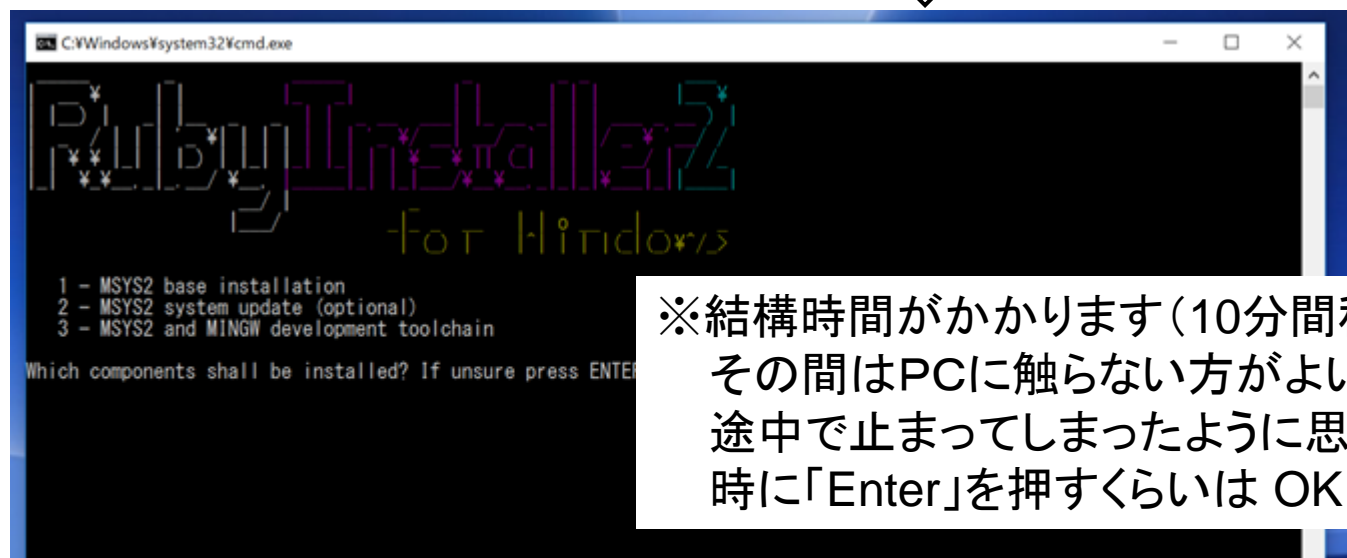 C:¥Windows¥system32¥cmd.exe
RubyInstaller2
for Windows
1 - MSYS2 base installation
2 - MSYS2 system update (optional)
3 - MSYS2 and MINGW development toolchain
Which components shall be installed? If unsure press ENTER
※結構時間がかかります(10分間
その間はPCに触らない方がよい
途中で止まってしまったように思
時に「Enter」を押すくらいは OK